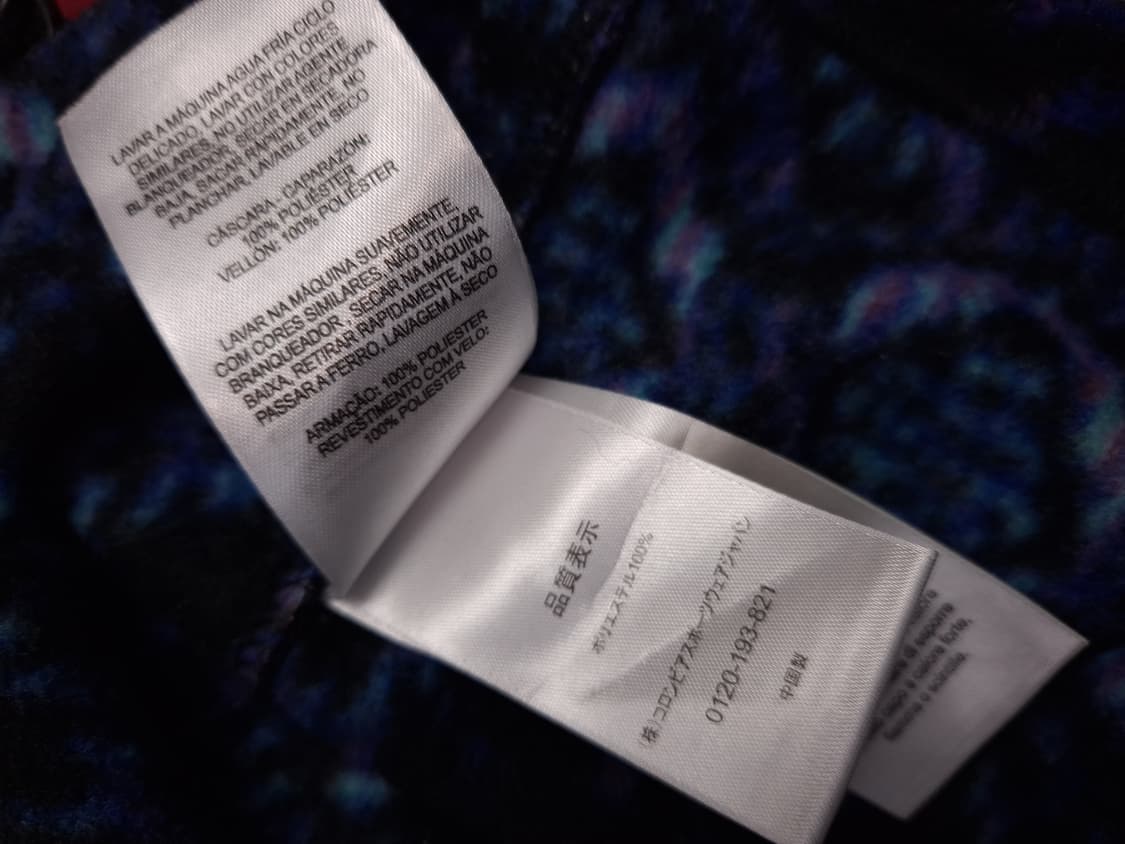 LAVAR A MÁQUINA AGUA FRÍA CICLO
DELICADO, LAVAR CON COLORES
SIMILARES, NO UTILIZAR AGENTE
BLANQUEADOR, SECAR EN SECADORA
BAJA, SACAR RÁPIDAMENTE, NO
PLANCHAR, LAVABLE EN SECO
CÁSCARA - CAPARAZÓN:
100% POLIÉSTER
VELLÓN: 100% POLIÉSTER
LAVAR NA MÁQUINA SUAVEMENTE,
COM CORES SIMILARES, NÃO UTILIZAR
BRANQUEADOR, SECAR NA MÁQUINA
BAIXA, RETIRAR RAPIDAMENTE, NÃO
PASSAR A FERRO, LAVAGEM À SECO
ARMAÇÃO: 100% POLIESTER
REVESTIMENTO COM VELO:
100% POLIESTER
品質表示
ポリエステル100%
(株)コロンビアスポーツウェアジャパン
0120-193-821
中国製
calore forte.